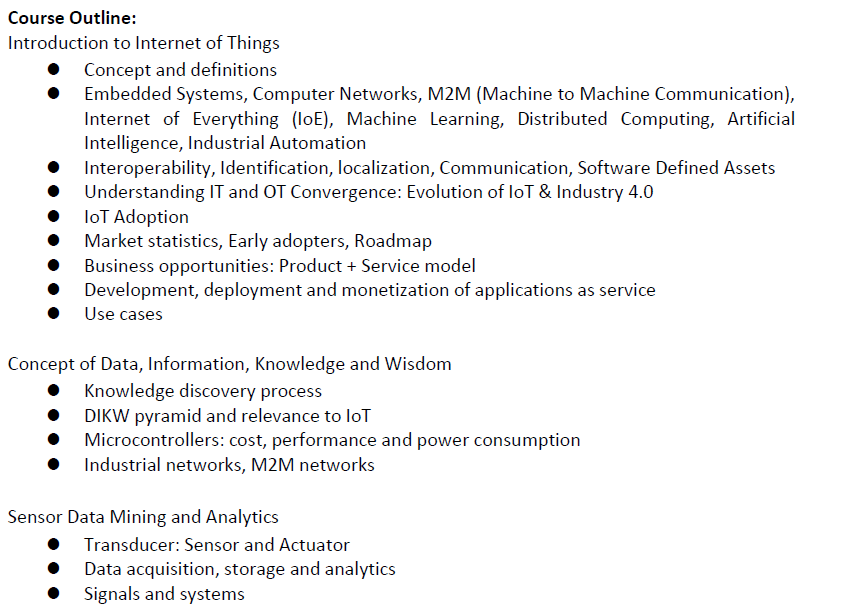 Course Outline:
Introduction to Internet of Things
● Concept and definitions
● Embedded Systems, Computer Networks, M2M (Machine to Machine Communication),
Internet of Everything (IoE), Machine Learning, Distributed Computing, Artificial
Intelligence, Industrial Automation
● Interoperability, Identification, localization, Communication, Software Defined Assets
● Understanding IT and OT Convergence: Evolution of IoT & Industry 4.0
● IoT Adoption
● Market statistics, Early adopters, Roadmap
● Business opportunities: Product + Service model
● Development, deployment and monetization of applications as service
● Use cases
Concept of Data, Information, Knowledge and Wisdom
● Knowledge discovery process
● DIKW pyramid and relevance to IoT
● Microcontrollers: cost, performance and power consumption
● Industrial networks, M2M networks
Sensor Data Mining and Analytics
● Transducer: Sensor and Actuator
● Data acquisition, storage and analytics
● Signals and systems